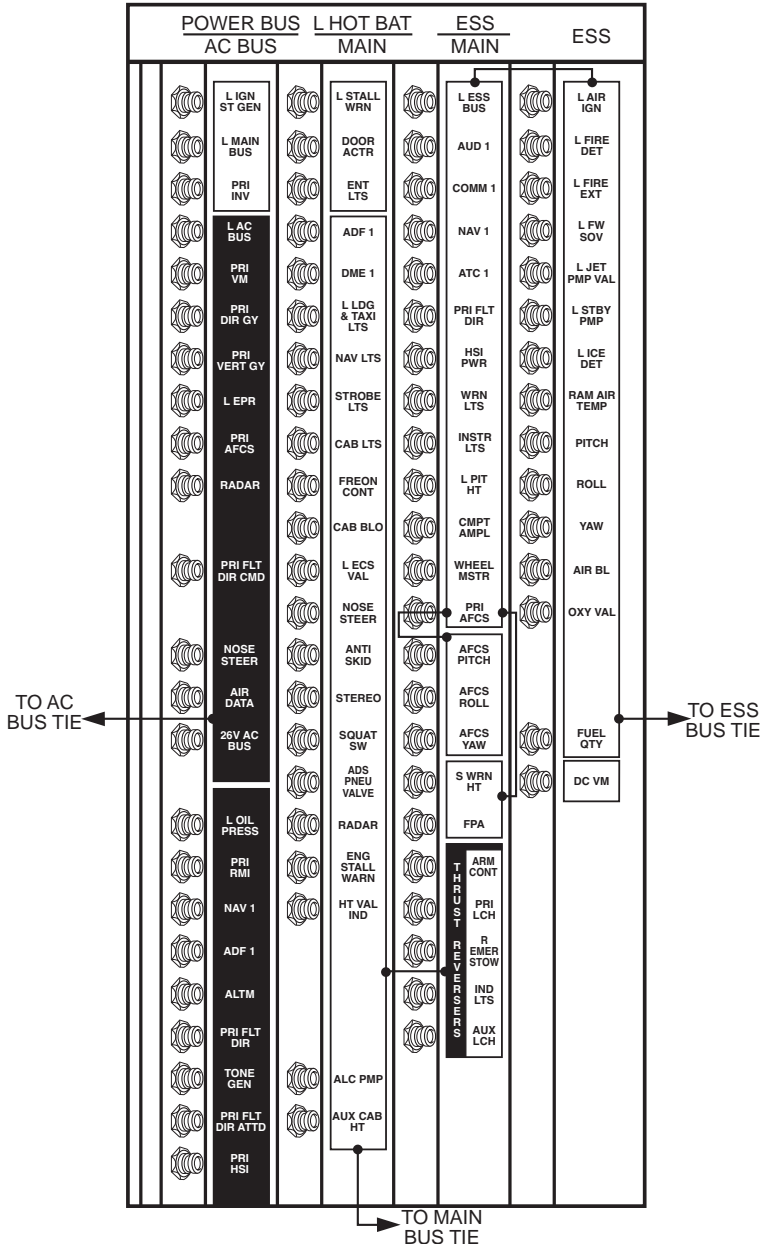 POWER BUS
AC BUS
L HOT BAT
MAIN
ESS
MAIN
ESS
L IGN
ST GEN
L MAIN
BUS
PRI
INV
L AC
BUS
PRI
VM
PRI
DIR GY
PRI
VERT GY
L EPR
PRI
AFCS
RADAR
PRI FLT
DIR CMD
NOSE
STEER
AIR
DATA
26V AC
BUS
L OIL
PRESS
PRI
RMI
NAV 1
ADF 1
ALTM
PRI FLT
DIR
TONE
GEN
PRI FLT
DIR ATTD
PRI
HSI
L STALL
WRN
DOOR
ACTR
ENT
LTS
ADF 1
DME 1
L LDG
& TAXI
LTS
NAV LTS
STROBE
LTS
CAB LTS
FREON
CONT
CAB BLO
L ECS
VAL
NOSE
STEER
ANTI
SKID
STEREO
SQUAT
SW
ADS
PNEU
VALVE
RADAR
ENG
STALL
WARN
HT VAL
IND
ALC PMP
AUX CAB
HT
L ESS
BUS
AUD 1
COMM 1
NAV 1
ATC 1
PRI FLT
DIR
HSI
PWR
WRN
LTS
INSTR
LTS
L PIT
HT
CMPT
AMPL
WHEEL
MSTR
PRI
AFCS
AFCS
PITCH
AFCS
ROLL
AFCS
YAW
S WRN
HT
FPA
THRUST REVERSERS
ARM
CONT
PRI
LCH
R
EMER
STOW
IND
LTS
AUX
LCH
L AIR
IGN
L FIRE
DET
L FIRE
EXT
L FW
SOV
L JET
PMP VAL
L STBY
PMP
L ICE
DET
RAM AIR
TEMP
PITCH
ROLL
YAW
AIR BL
OXY VAL
FUEL
QTY
DC VM
TO AC
BUS TIE
TO ESS
BUS TIE
TO MAIN
BUS TIE